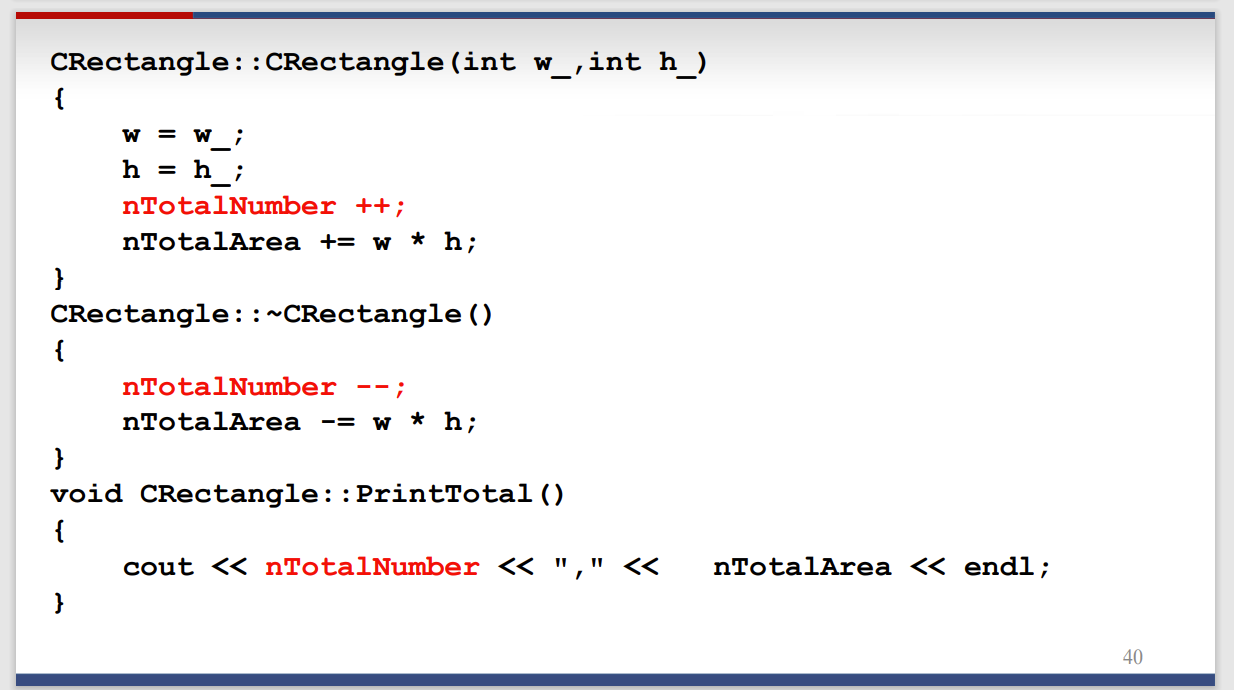 CRectangle::CRectangle(int w_,int h_)
{
    w = w_;
    h = h_;
    nTotalNumber ++;
    nTotalArea += w * h;
}
CRectangle::~CRectangle()
{
    nTotalNumber --;
    nTotalArea -= w * h;
}
void CRectangle::PrintTotal()
{
    cout << nTotalNumber << "," <<   nTotalArea << endl;
}
40